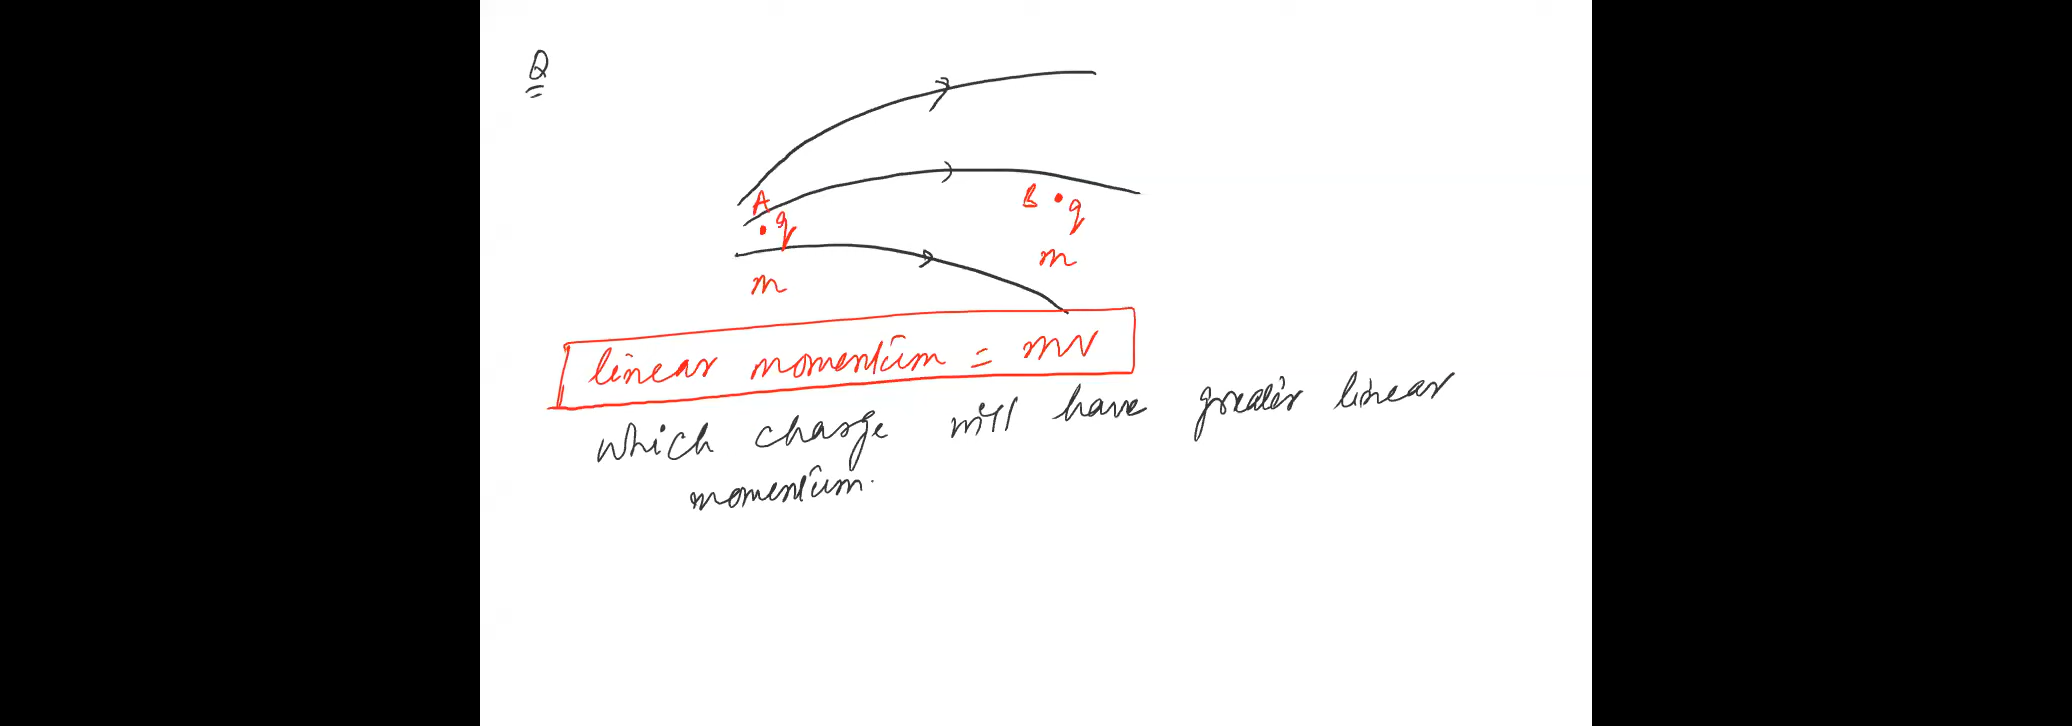 Q
A
q
m
B
q
m
linear momentum = mv
which charge will have greater linear
momentum.